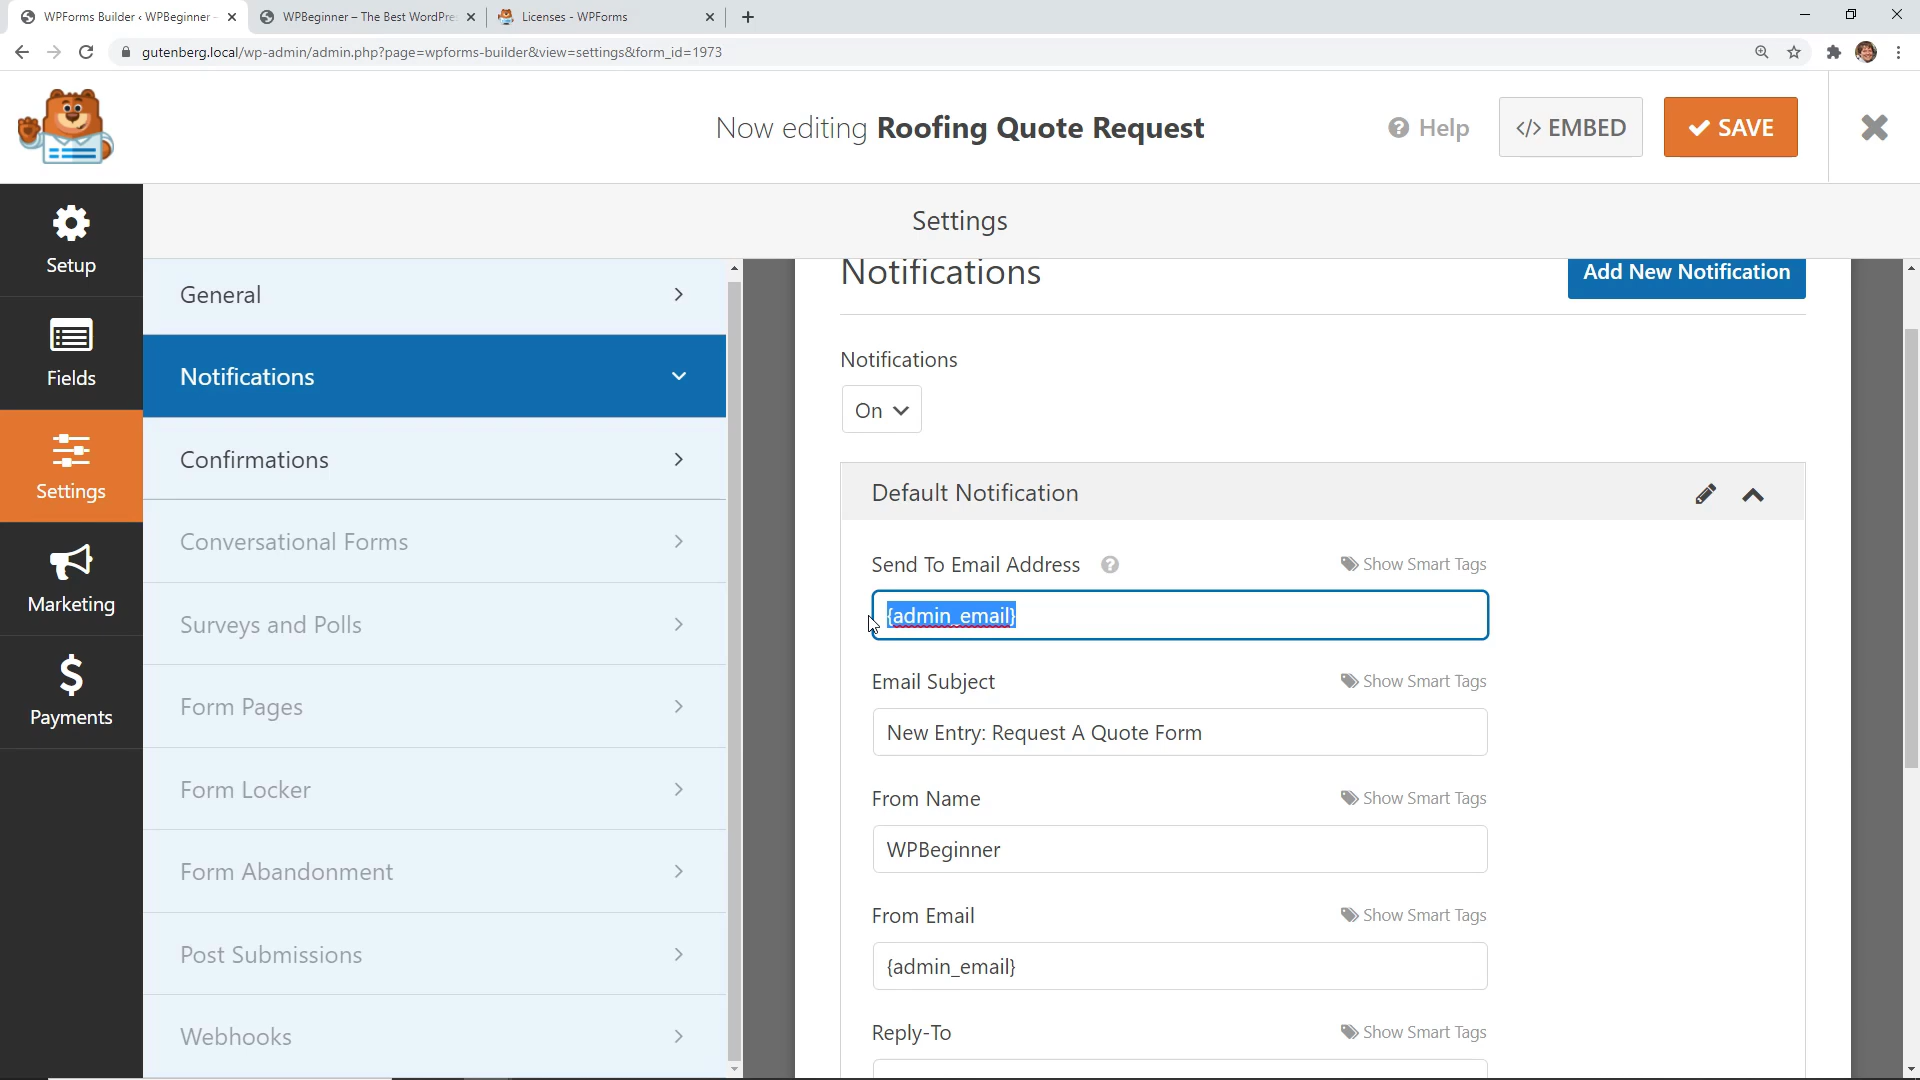 WPForms Builder ‹ WPBeginner -
WPBeginner – The Best WordPre
Licenses - WPForms
gutenberg.local/wp-admin/admin.php?page=wpforms-builder&view=settings&form_id=1973
Now editing Roofing Quote Request
Help
</> EMBED
SAVE
Setup
Fields
Settings
Marketing
Payments
Settings
General
Notifications
Confirmations
Conversational Forms
Surveys and Polls
Form Pages
Form Locker
Form Abandonment
Post Submissions
Webhooks
Notifications
Add New Notification
Notifications
On
Default Notification
Send To Email Address
Show Smart Tags
{admin_email}
Email Subject
Show Smart Tags
New Entry: Request A Quote Form
From Name
Show Smart Tags
WPBeginner
From Email
Show Smart Tags
{admin_email}
Reply-To
Show Smart Tags